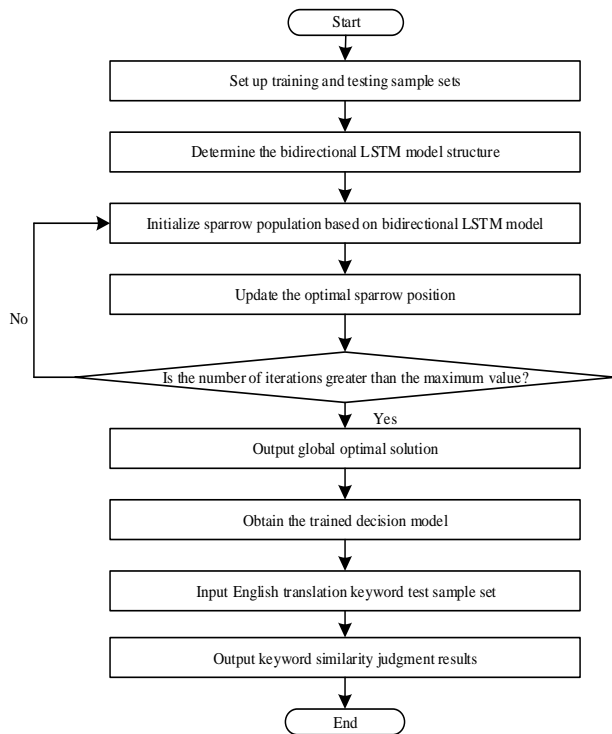 Start
Set up training and testing sample sets
Determine the bidirectional LSTM model structure
Initialize sparrow population based on bidirectional LSTM model
Update the optimal sparrow position
No
Is the number of iterations greater than the maximum value?
Yes
Output global optimal solution
Obtain the trained decision model
Input English translation keyword test sample set
Output keyword similarity judgment results
End